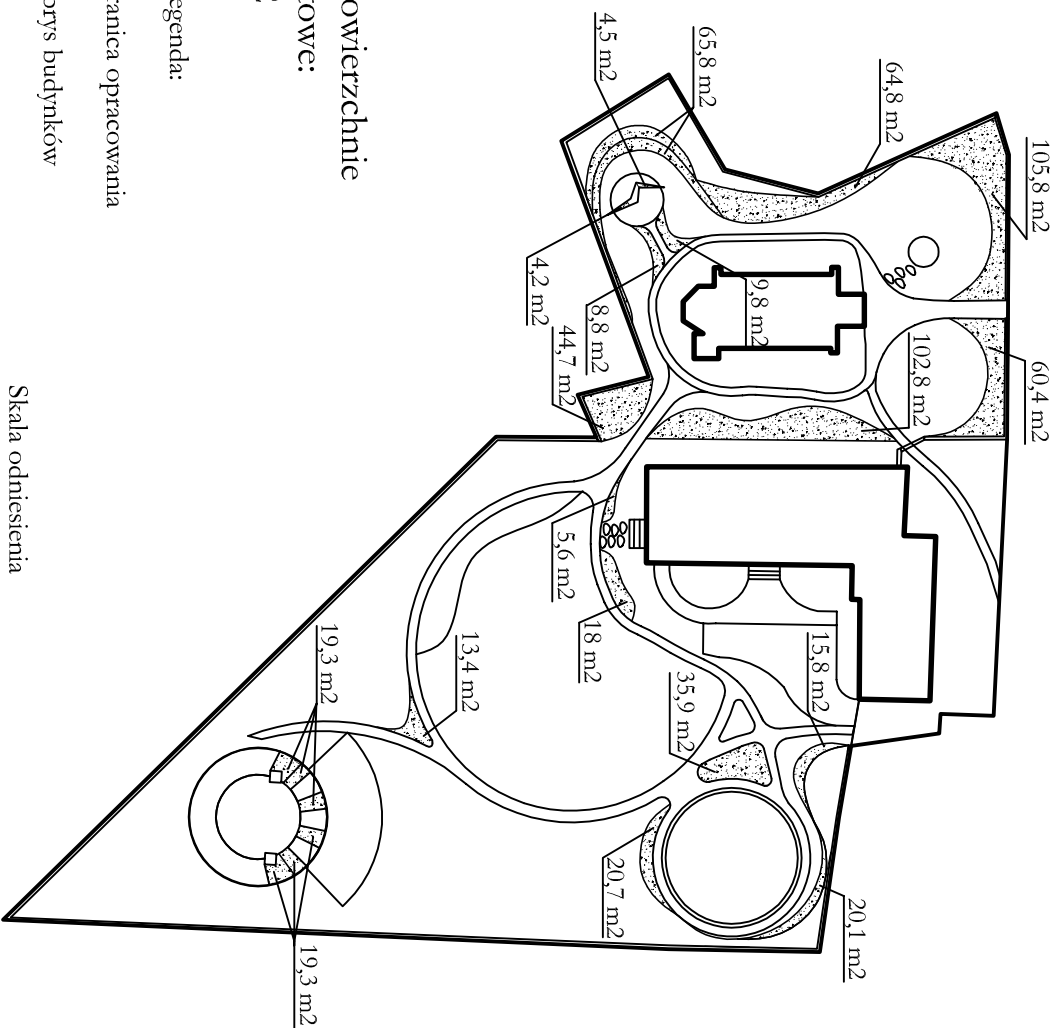 105,8 m2
60,4 m2
102,8 m2
64,8 m2
20,1 m2
15,8 m2
9,8 m2
65,8 m2
35,9 m2
20,7 m2
4,5 m2
8,8 m2
18 m2
44,7 m2
5,6 m2
4,2 m2
13,4 m2
19,3 m2
19,3 m2
owierzchnie
towe:
egenda:
ranica opracowania
orys budynków
Skala odniesienia